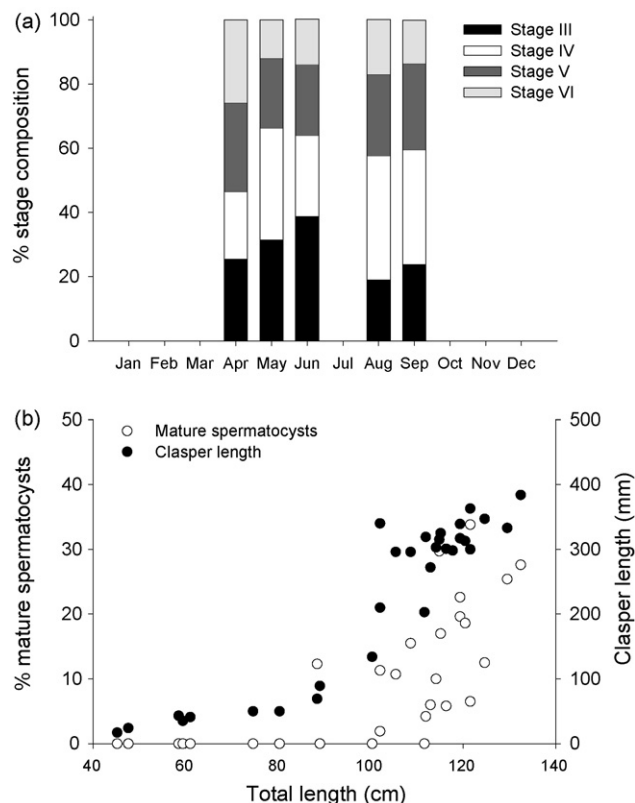 (a)
Stage III
Stage IV
Stage V
Stage VI
% stage composition
100
80
60
40
20
0
Jan Feb Mar Apr May Jun Jul Aug Sep Oct Nov Dec
(b)
Mature spermatocysts
Clasper length
% mature spermatocysts
50
40
30
20
10
0
500
400
300
200
100
0
Clasper length (mm)
40 60 80 100 120 140
Total length (cm)